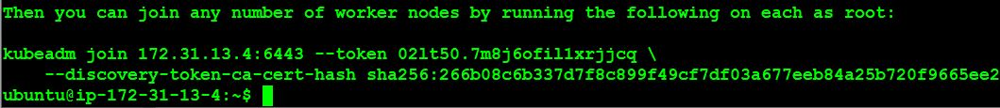 Then you can join any number of worker nodes by running the following on each as root:
kubeadm join 172.31.13.4:6443 --token 02lt50.7m8j6ofil1xrjjcq \
--discovery-token-ca-cert-hash sha256:266b08c6b337d7f8c899f49cf7df03a677eeb84a25b720f9665ee2
ubuntu@ip-172-31-13-4:~$